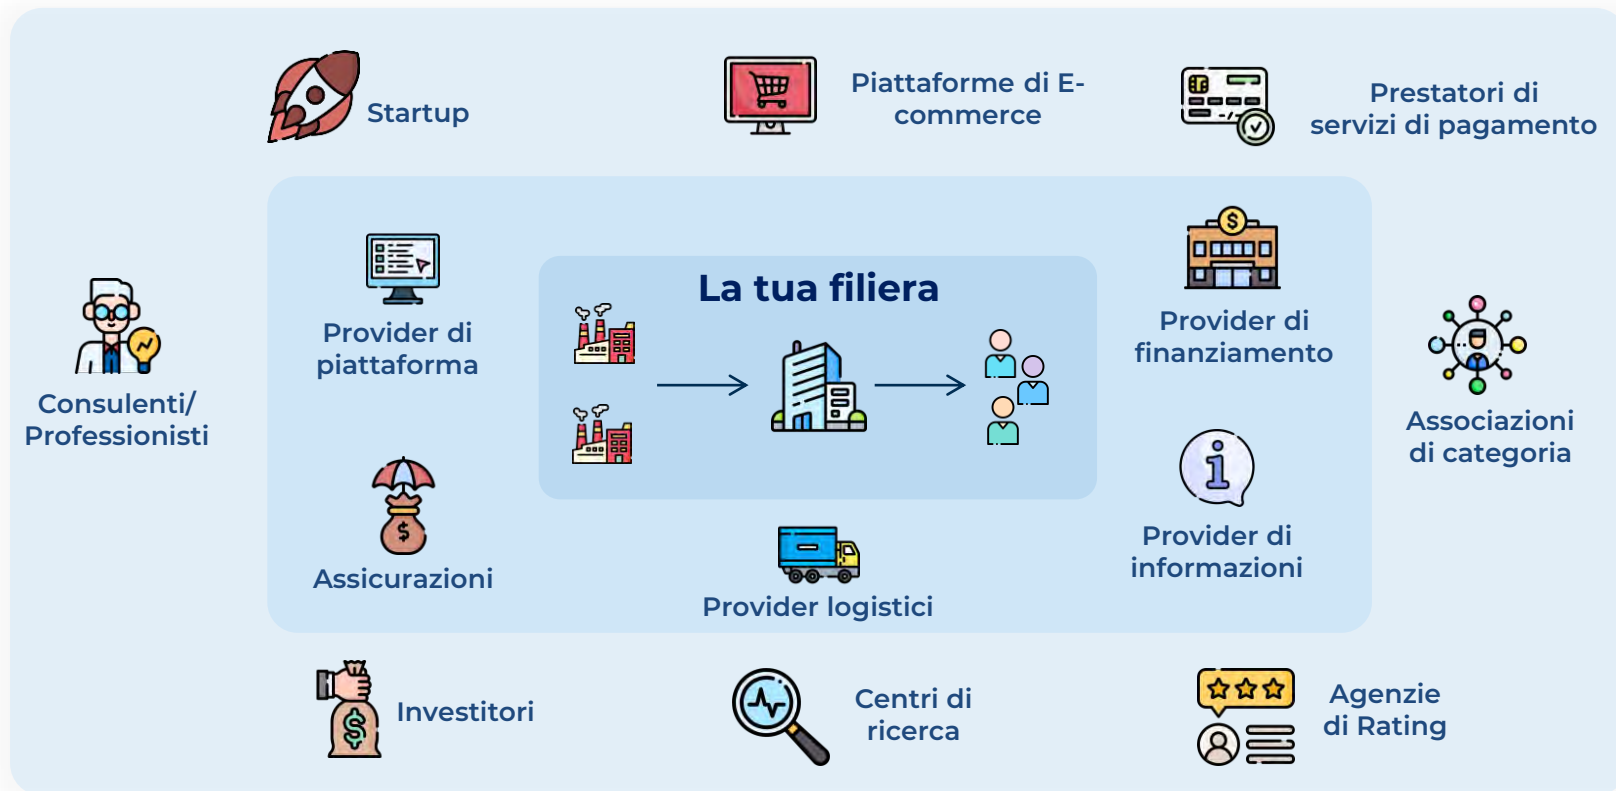 Startup
Piattaforme di E-
commerce
Prestatori di
servizi di pagamento
Consulenti/
Professionisti
Provider di
piattaforma
La tua filiera
Provider di
finanziamento
Associazioni
di categoria
Assicurazioni
Provider logistici
Provider di
informazioni
Investitori
Centri di
ricerca
Agenzie
di Rating